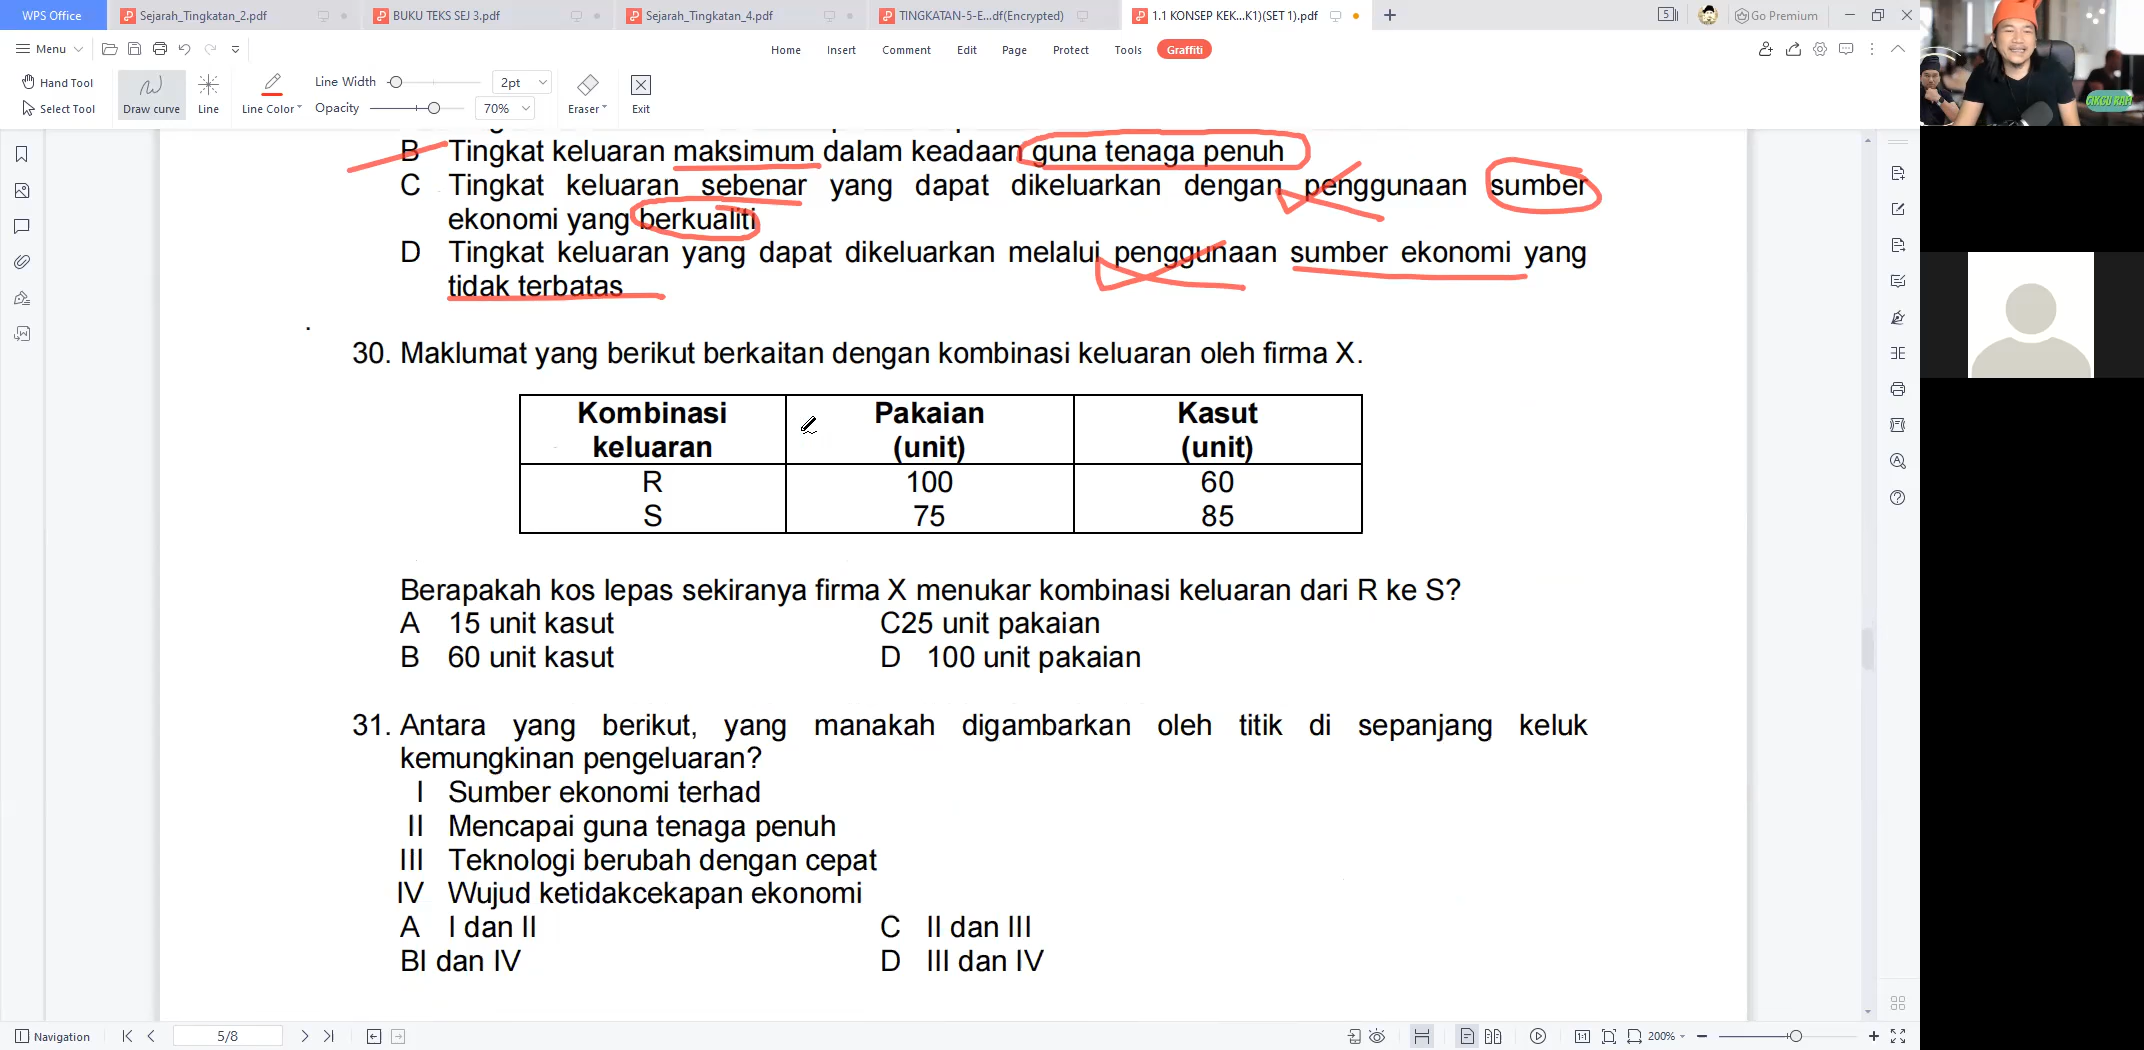 WPS Office
Sejarah_Tingkatan_2.pdf
BUKU TEKS SEJ 3.pdf
Sejarah_Tingkatan_4.pdf
TINGKATAN-5-E...df(Encrypted)
1.1 KONSEP KEK...K1)(SET 1).pdf
5
Go Premium
Menu
Home Insert Comment Edit Page Protect Tools Graffiti
Hand Tool
Select Tool
Draw curve
Line
Line Color
Line Width 2pt
Opacity 70%
Eraser
Exit
CIKGU RAFI
B Tingkat keluaran maksimum dalam keadaan guna tenaga penuh
C Tingkat keluaran sebenar yang dapat dikeluarkan dengan penggunaan sumber
ekonomi yang berkualiti
D Tingkat keluaran yang dapat dikeluarkan melalui penggunaan sumber ekonomi yang
tidak terbatas
.
30. Maklumat yang berikut berkaitan dengan kombinasi keluaran oleh firma X.
Kombinasi keluaran Pakaian (unit) Kasut (unit)
R 100 60
S 75 85
Berapakah kos lepas sekiranya firma X menukar kombinasi keluaran dari R ke S?
A 15 unit kasut C25 unit pakaian
B 60 unit kasut D 100 unit pakaian
31. Antara yang berikut, yang manakah digambarkan oleh titik di sepanjang keluk
kemungkinan pengeluaran?
I Sumber ekonomi terhad
II Mencapai guna tenaga penuh
III Teknologi berubah dengan cepat
IV Wujud ketidakcekapan ekonomi
A I dan II C II dan III
BI dan IV D III dan IV
Navigation
5/8
1:1
200%